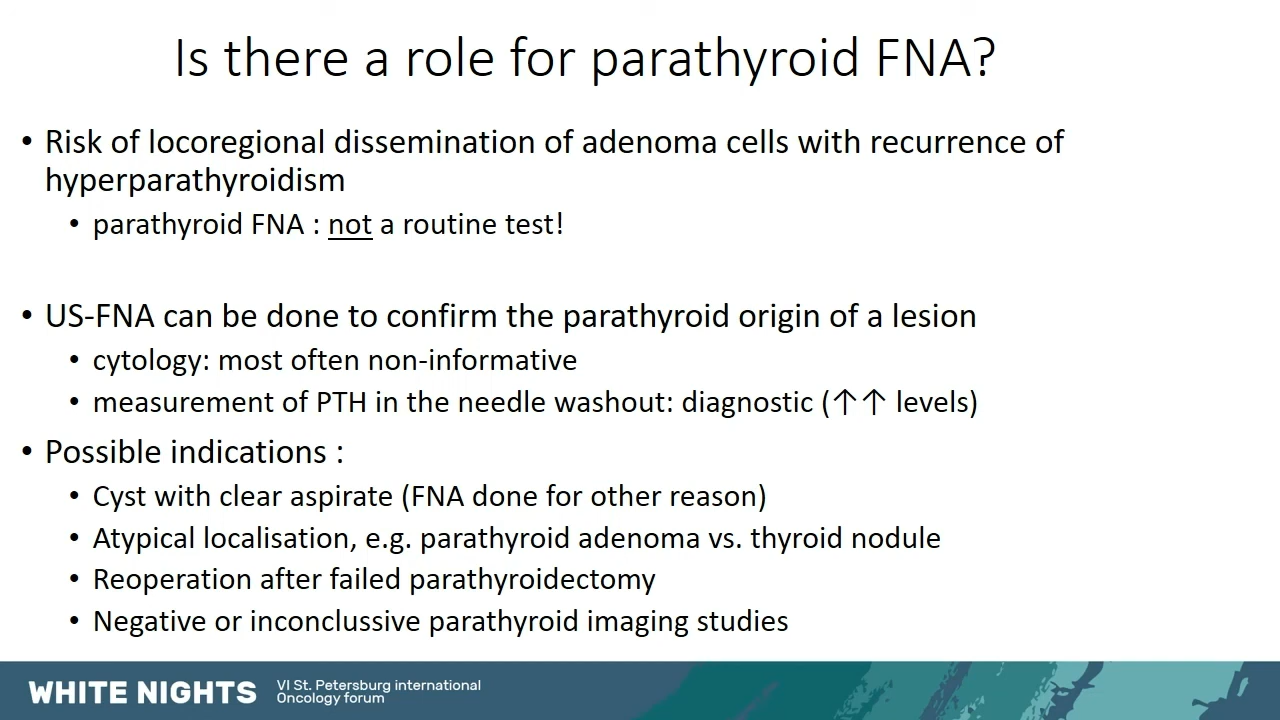 Is there a role for parathyroid FNA?
• Risk of locoregional dissemination of adenoma cells with recurrence of
hyperparathyroidism
• parathyroid FNA : not a routine test!
• US-FNA can be done to confirm the parathyroid origin of a lesion
• cytology: most often non-informative
• measurement of PTH in the needle washout: diagnostic (↑↑ levels)
• Possible indications :
• Cyst with clear aspirate (FNA done for other reason)
• Atypical localisation, e.g. parathyroid adenoma vs. thyroid nodule
• Reoperation after failed parathyroidectomy
• Negative or inconclussive parathyroid imaging studies
WHITE NIGHTS
VI St. Petersburg international
Oncology forum